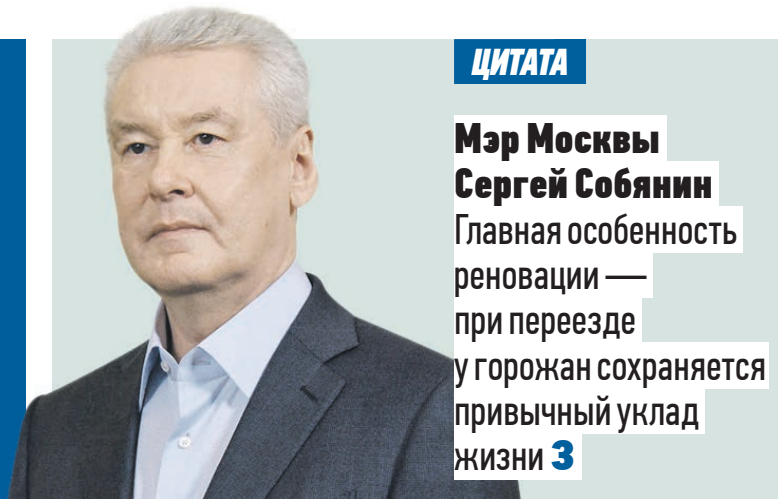 ЦИТАТА
Мэр Москвы
Сергей Собянин
Главная особенность
реновации —
при переезде
у горожан сохраняется
привычный уклад
жизни 3